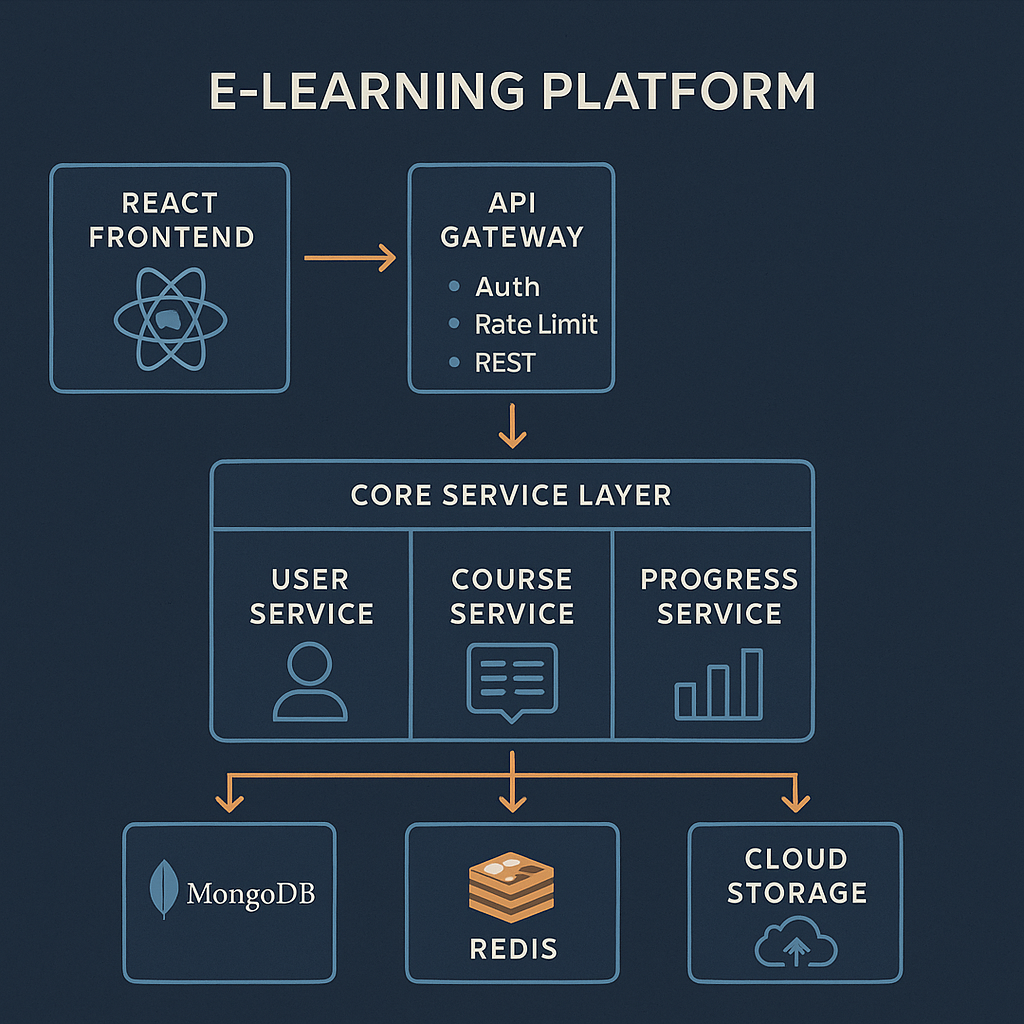 E-LEARNING PLATFORM
REACT
FRONTEND
API
GATEWAY
• Auth
• Rate Limit
• REST
CORE SERVICE LAYER
USER
SERVICE
COURSE
SERVICE
PROGRESS
SERVICE
MongoDB
REDIS
CLOUD
STORAGE